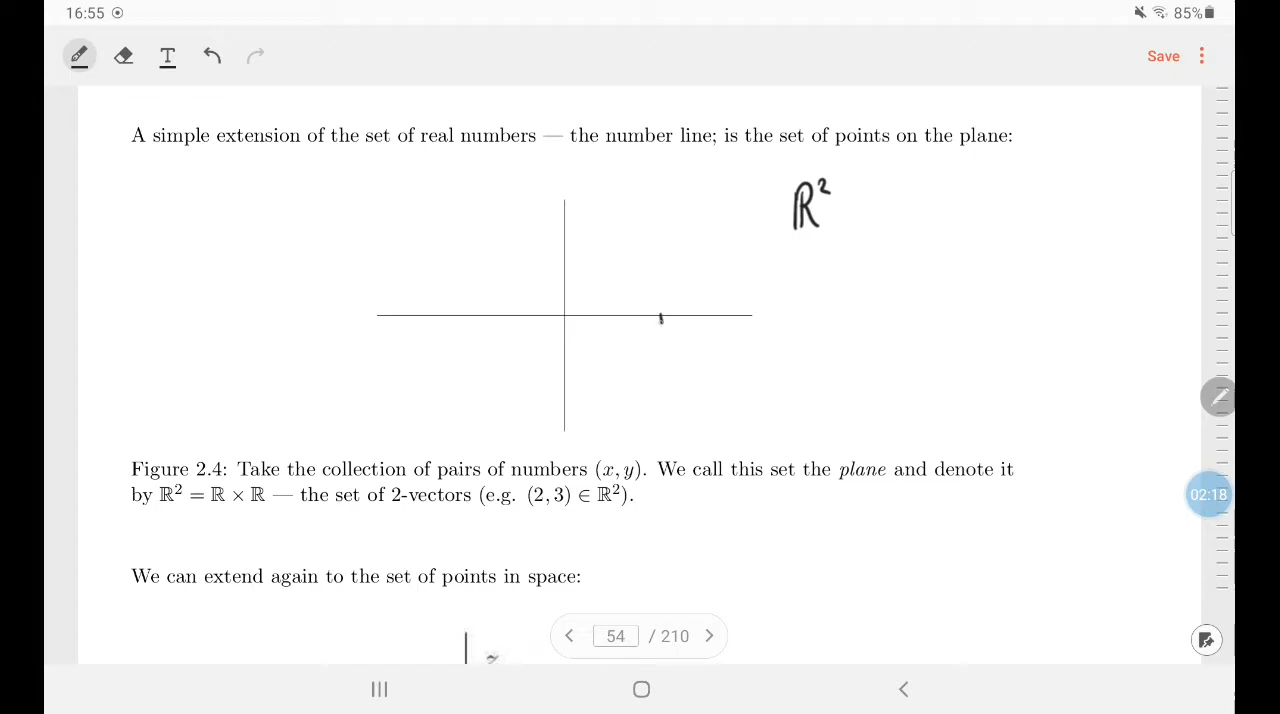 16:55 85%
T Save
A simple extension of the set of real numbers — the number line; is the set of points on the plane:
ℝ²
Figure 2.4: Take the collection of pairs of numbers (x, y). We call this set the plane and denote it
by ℝ² = ℝ × ℝ — the set of 2-vectors (e.g. (2, 3) ∈ ℝ²).
02:18
We can extend again to the set of points in space:
54 / 210
z